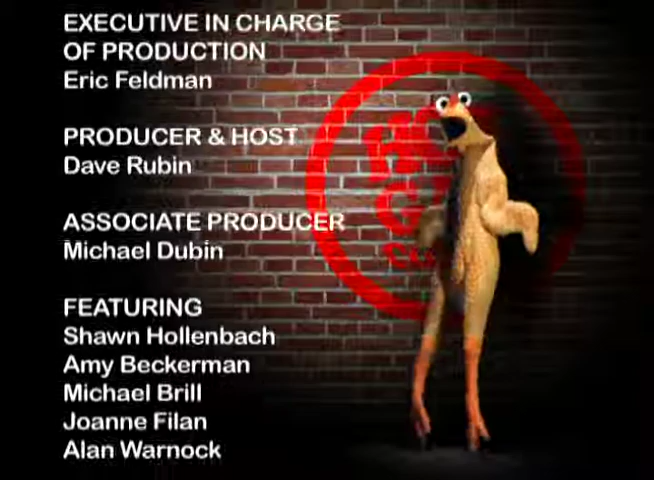 EXECUTIVE IN CHARGE
OF PRODUCTION
Eric Feldman
PRODUCER & HOST
Dave Rubin
ASSOCIATE PRODUCER
Michael Dubin
FEATURING
Shawn Hollenbach
Amy Beckerman
Michael Brill
Joanne Filan
Alan Warnock